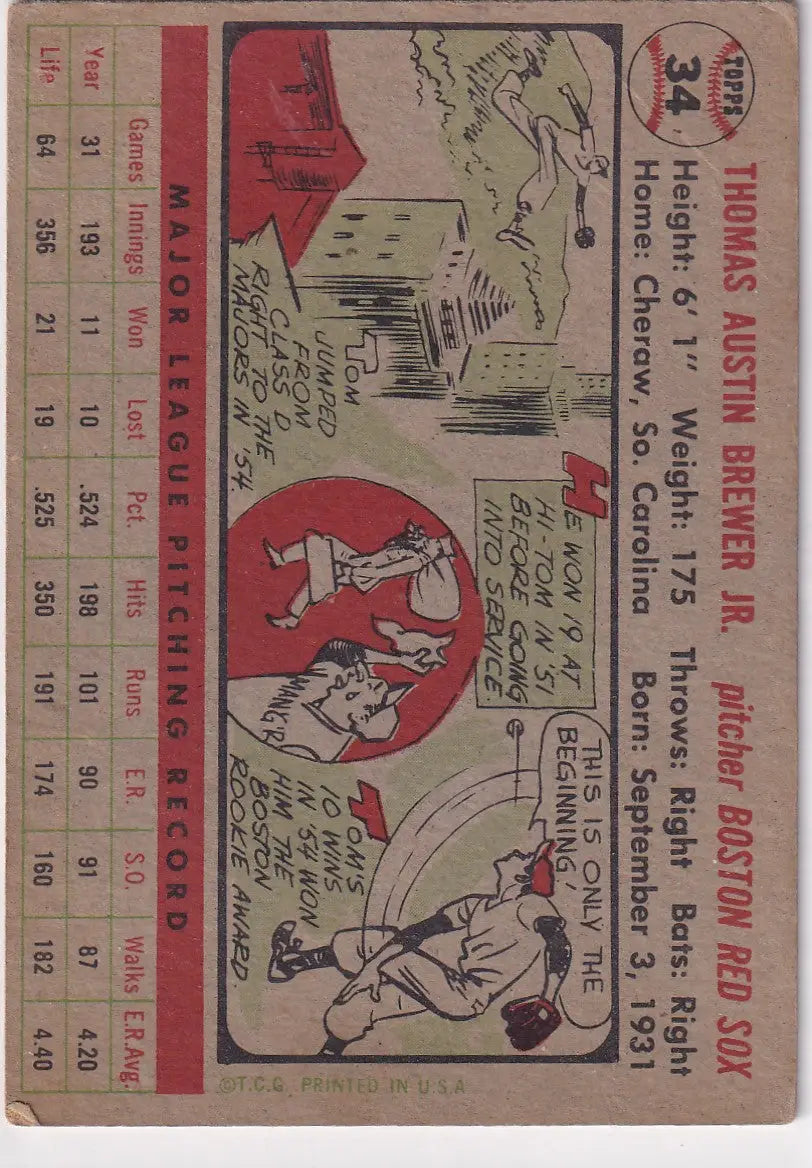 TOPPS
34
THOMAS AUSTIN BREWER JR. pitcher BOSTON RED SOX
Height: 6' 1" Weight: 175 Throws: Right Bats: Right
Home: Cheraw, So. Carolina Born: September 3, 1931
TOM
JUMPED
FROM
CLASS D
RIGHT TO THE
MAJORS IN '54.
HE WON 19 AT
HI-TOM IN '51
BEFORE GOING
INTO SERVICE
MANG'R
THIS IS ONLY THE
BEGINNING!
TOM'S
10 WINS
IN '54 WON
HIM THE
BOSTON
ROOKIE AWARD.
©T.C.G. PRINTED IN U.S.A
MAJOR LEAGUE PITCHING RECORD
Games Innings Won Lost Pct. Hits Runs E.R. S.O. Walks E.R.Avg.
Year 31 193 11 10 .524 198 101 90 91 87 4.20
Life 64 356 21 19 .525 350 191 174 160 182 4.40